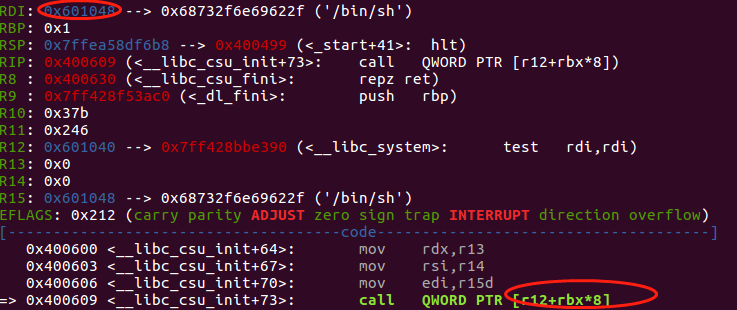 RDI: 0x601048 --> 0x68732f6e69622f ('/bin/sh')
RBP: 0x1
RSP: 0x7ffea58df6b8 --> 0x400499 (<_start+41>: hlt)
RIP: 0x400609 (<__libc_csu_init+73>: call QWORD PTR [r12+rbx*8])
R8 : 0x400630 (<__libc_csu_fini>: repz ret)
R9 : 0x7ff428f53ac0 (<_dl_fini>: push rbp)
R10: 0x37b
R11: 0x246
R12: 0x601040 --> 0x7ff428bbe390 (<__libc_system>: test rdi,rdi)
R13: 0x0
R14: 0x0
R15: 0x601048 --> 0x68732f6e69622f ('/bin/sh')
EFLAGS: 0x212 (carry parity ADJUST zero sign trap INTERRUPT direction overflow)
[-------------------------------------code-------------------------------------]
0x400600 <__libc_csu_init+64>: mov rdx,r13
0x400603 <__libc_csu_init+67>: mov rsi,r14
0x400606 <__libc_csu_init+70>: mov edi,r15d
=> 0x400609 <__libc_csu_init+73>: call QWORD PTR [r12+rbx*8]